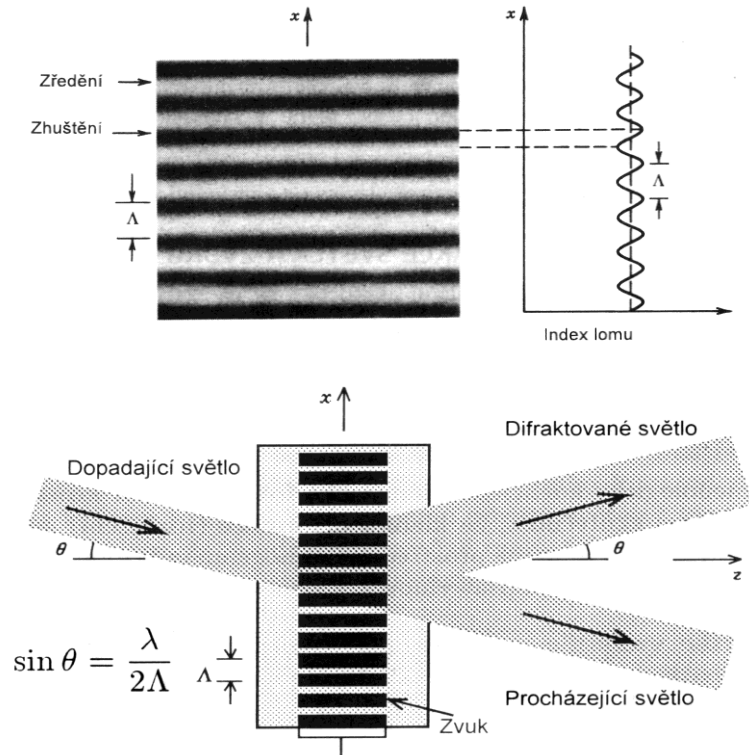 x
x
Zředění
Zhuštění
Λ
Λ
Index lomu
x
Difraktované světlo
Dopadající světlo
θ
θ
z
sin θ = λ / 2Λ
Λ
Procházející světlo
Zvuk